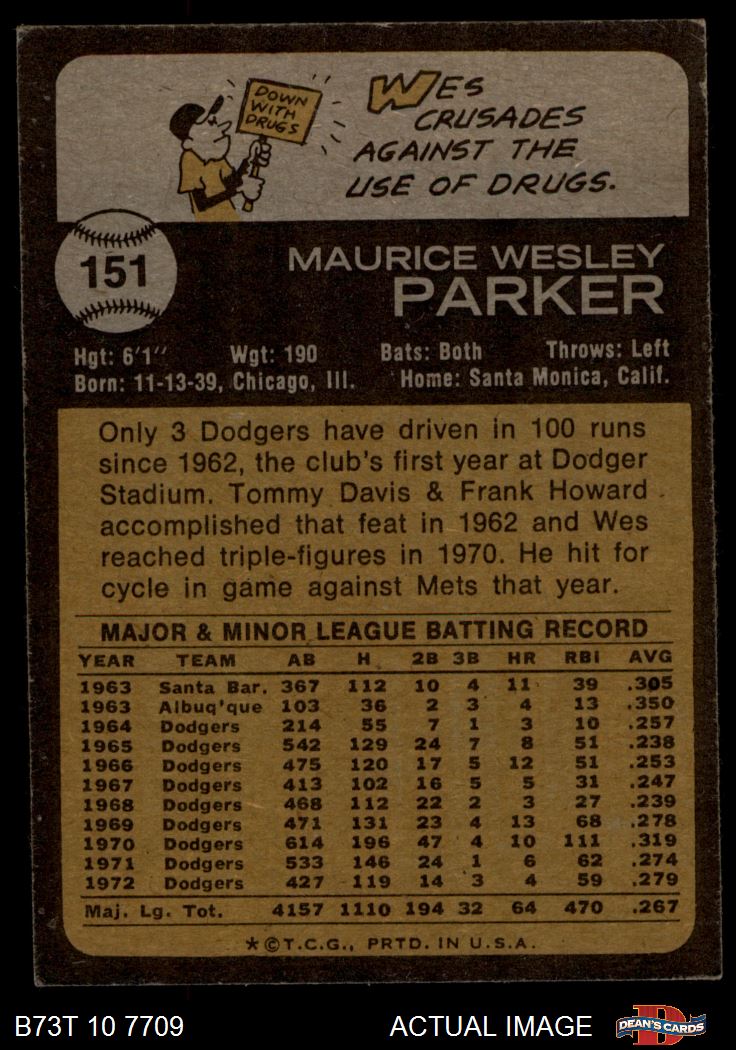 DOWN
WITH
DRUGS
WES
CRUSADES
AGAINST THE
USE OF DRUGS.
151
MAURICE WESLEY
PARKER
Hgt: 6'1" Wgt: 190 Bats: Both Throws: Left
Born: 11-13-39, Chicago, Ill. Home: Santa Monica, Calif.
Only 3 Dodgers have driven in 100 runs
since 1962, the club's first year at Dodger
Stadium. Tommy Davis & Frank Howard
accomplished that feat in 1962 and Wes
reached triple-figures in 1970. He hit for
cycle in game against Mets that year.
MAJOR & MINOR LEAGUE BATTING RECORD
YEAR TEAM AB H 2B 3B HR RBI AVG
1963 Santa Bar. 367 112 10 4 11 39 .305
1963 Albuq'que 103 36 2 3 4 13 .350
1964 Dodgers 214 55 7 1 3 10 .257
1965 Dodgers 542 129 24 7 8 51 .238
1966 Dodgers 475 120 17 5 12 51 .253
1967 Dodgers 413 102 16 5 5 31 .247
1968 Dodgers 468 112 22 2 3 27 .239
1969 Dodgers 471 131 23 4 13 68 .278
1970 Dodgers 614 196 47 4 10 111 .319
1971 Dodgers 533 146 24 1 6 62 .274
1972 Dodgers 427 119 14 3 4 59 .279
Maj. Lg. Tot. 4157 1110 194 32 64 470 .267
*©T.C.G., PRTD. IN U.S.A.
B73T 10 7709 ACTUAL IMAGE D DEAN'S CARDS